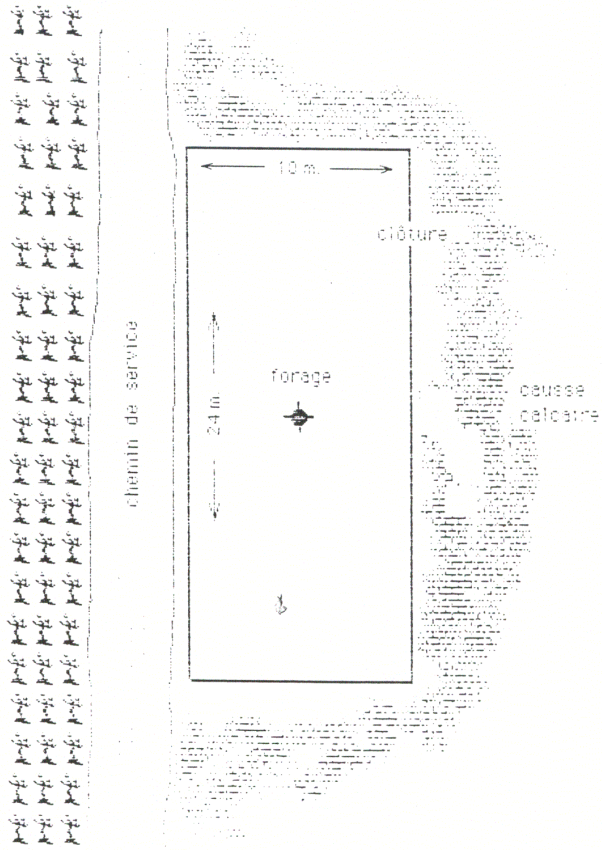 10 m.
clôture
chemin de service
24 m
forage
causse
calcaire